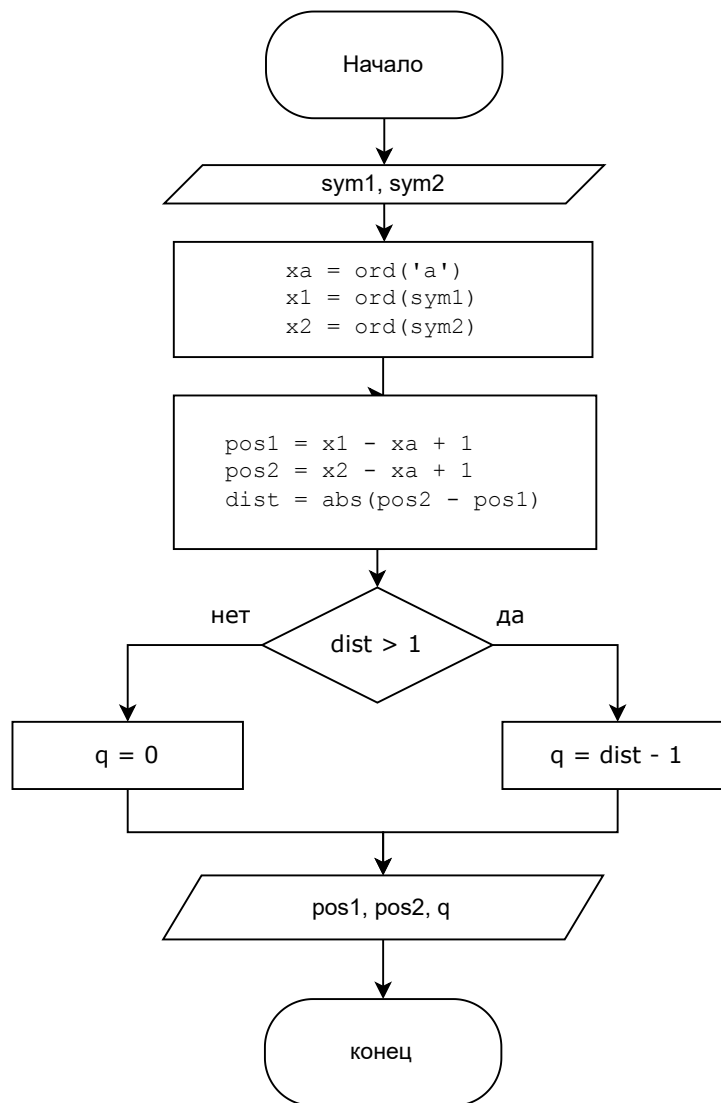 Начало
sym1, sym2
xa = ord('a')
x1 = ord(sym1)
x2 = ord(sym2)
pos1 = x1 - xa + 1
pos2 = x2 - xa + 1
dist = abs(pos2 - pos1)
нет
да
dist > 1
q = 0
q = dist - 1
pos1, pos2, q
конец